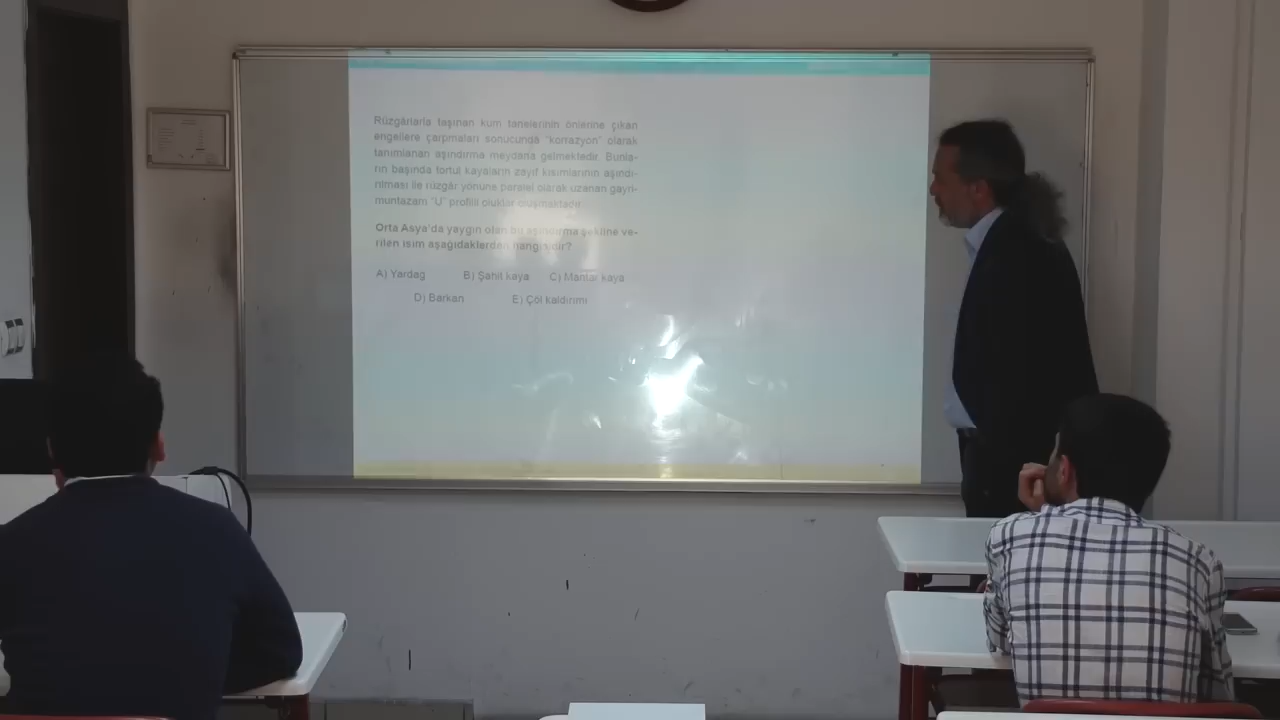 Rüzgârlarla taşınan kum tanelerinin önlerine çıkan
engellere çarpmaları sonucunda "korrazyon" olarak
tanımlanan aşındırma meydana gelmektedir. Bunla-
rın başında tortul kayaların zayıf kısımlarının aşındı-
rılması ile rüzgâr yönüne paralel olarak uzanan gayri-
muntazam "U" profilli oluklar oluşmaktadır.
Orta Asya'da yaygın olan bu aşındırma şekline ve-
rilen isim aşağıdaklerden hangisidir?
A) Yardag B) Şahit kaya C) Mantar kaya
D) Barkan E) Çöl kaldırımı